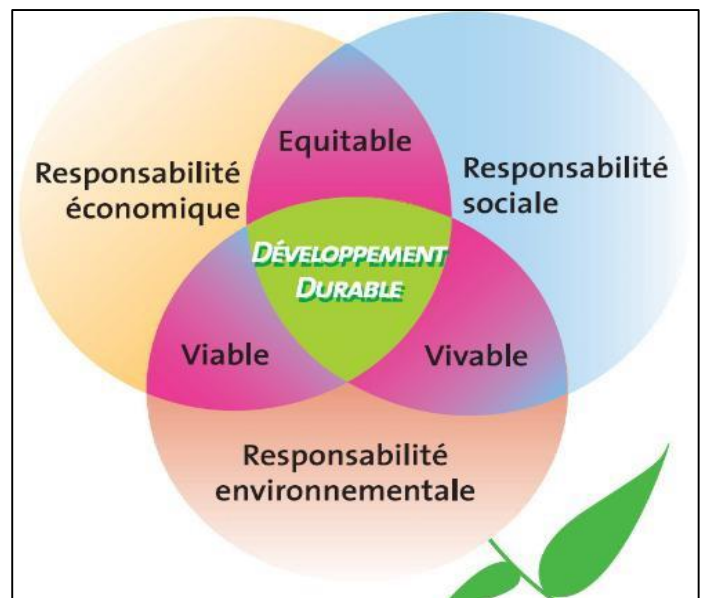 Equitable
Responsabilité
économique
Responsabilité
sociale
DÉVELOPPEMENT
DURABLE
Viable
Vivable
Responsabilité
environnementale